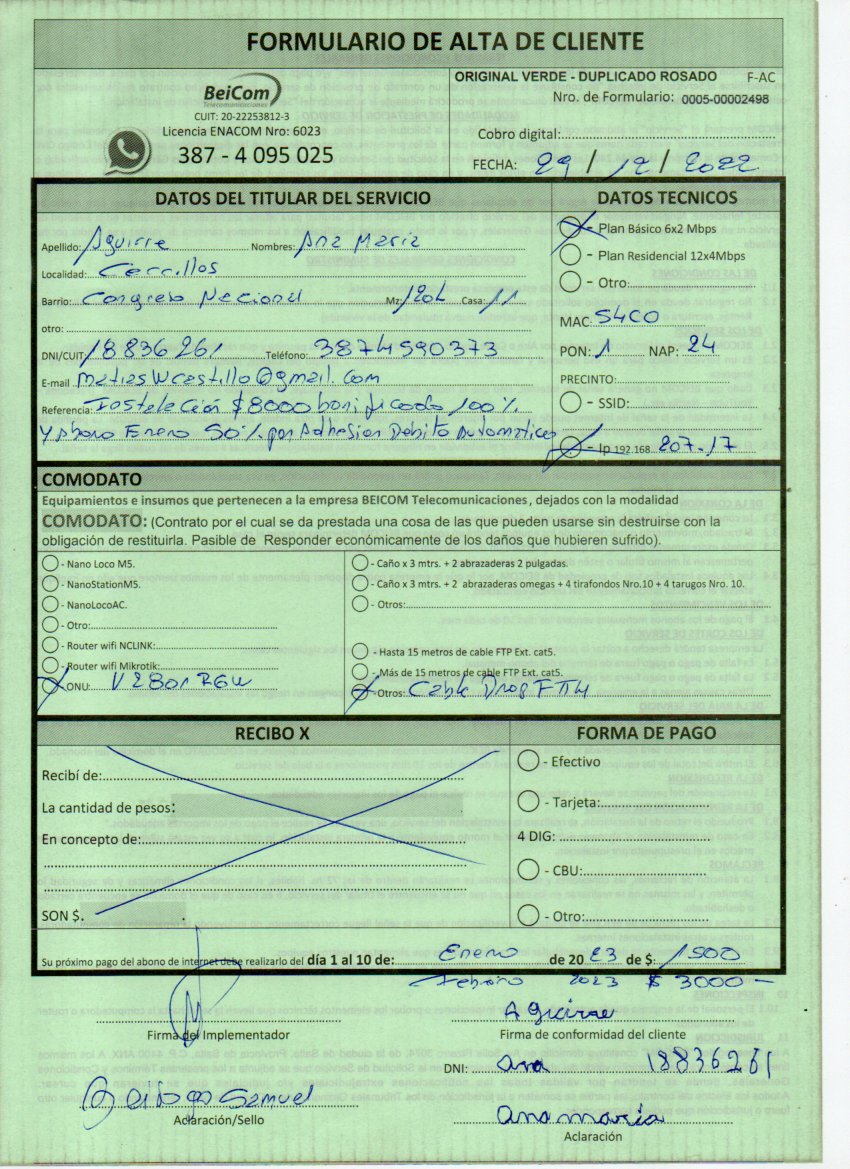 FORMULARIO DE ALTA DE CLIENTE
BeiCom
Telecomunicaciones
CUIT: 20-22253812-3
Licencia ENACOM Nro: 6023
387 - 4 095 025
ORIGINAL VERDE - DUPLICADO ROSADO F-AC
Nro. de Formulario: 0005-00002498
Cobro digital:
FECHA: 29 / 12 / 2022
DATOS DEL TITULAR DEL SERVICIO
Apellido: Aguirre Nombres: Ana Maria
Localidad: Cerrillos
Barrio: Congreso Nacional Mz: 120L Casa: 11
otro:
DNI/CUIT: 18836261 Teléfono: 3874590373
E-mail matiasWcastillo@gmail.com
Referencia: Instalación $8000 bonificado 100%
y abono Enero 50% por Adhesion Debito Automatico
DATOS TECNICOS
- Plan Básico 6x2 Mbps
- Plan Residencial 12x4Mbps
- Otro:
MAC: S4CO
PON: 1 NAP: 24
PRECINTO:
- SSID:
- Ip 192.168. 207.17
COMODATO
Equipamientos e insumos que pertenecen a la empresa BEICOM Telecomunicaciones, dejados con la modalidad
COMODATO: (Contrato por el cual se da prestada una cosa de las que pueden usarse sin destruirse con la
obligación de restituirla. Pasible de Responder económicamente de los daños que hubieren sufrido).
- Nano Loco M5.
- NanoStationM5.
- NanoLocoAC.
- Otro:
- Router wifi NCLINK:
- Router wifi Mikrotik:
ONU: V2801RGW
- Caño x 3 mtrs. + 2 abrazaderas 2 pulgadas.
- Caño x 3 mtrs. + 2 abrazaderas omegas + 4 tirafondos Nro.10 + 4 tarugos Nro. 10.
- Otros:
- Hasta 15 metros de cable FTP Ext. cat5.
- Más de 15 metros de cable FTP Ext. cat5.
- Otros: Cable Drop FTTH
RECIBO X
Recibí de:
La cantidad de pesos:
En concepto de:
SON $.
FORMA DE PAGO
- Efectivo
- Tarjeta:
4 DIG:
- CBU:
- Otro:
Su próximo pago del abono de internet debe realizarlo del día 1 al 10 de: Enero de 20 23 de $: 1500
Febrero 2023 $ 3000 -
Firma del Implementador
Aguirre
Firma de conformidad del cliente
DNI: Ana 18836261
Samuel
Aclaración/Sello
Ana maria
Aclaración